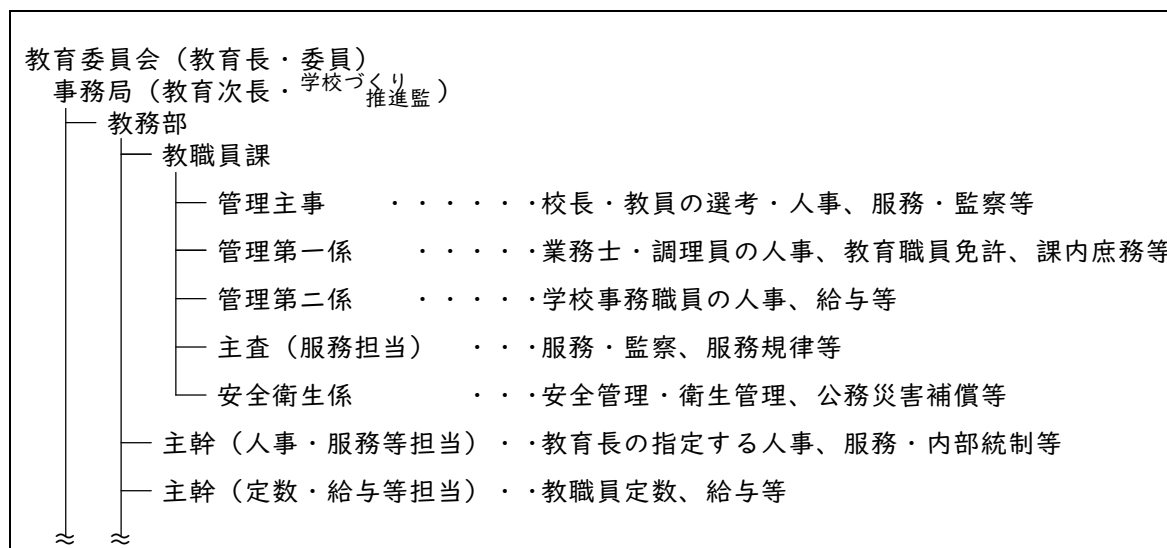 教育委員会（教育長・委員）
事務局（教育次長・学校づくり推進監）
教務部
教職員課
管理主事　・・・・・・校長・教員の選考・人事、服務・監察等
管理第一係　・・・・・業務士・調理員の人事、教育職員免許、課内庶務等
管理第二係　・・・・・学校事務職員の人事、給与等
主査（服務担当）　・・・服務・監察、服務規律等
安全衛生係　・・・安全管理・衛生管理、公務災害補償等
主幹（人事・服務等担当）・・教育長の指定する人事、服務・内部統制等
主幹（定数・給与等担当）・・教職員定数、給与等